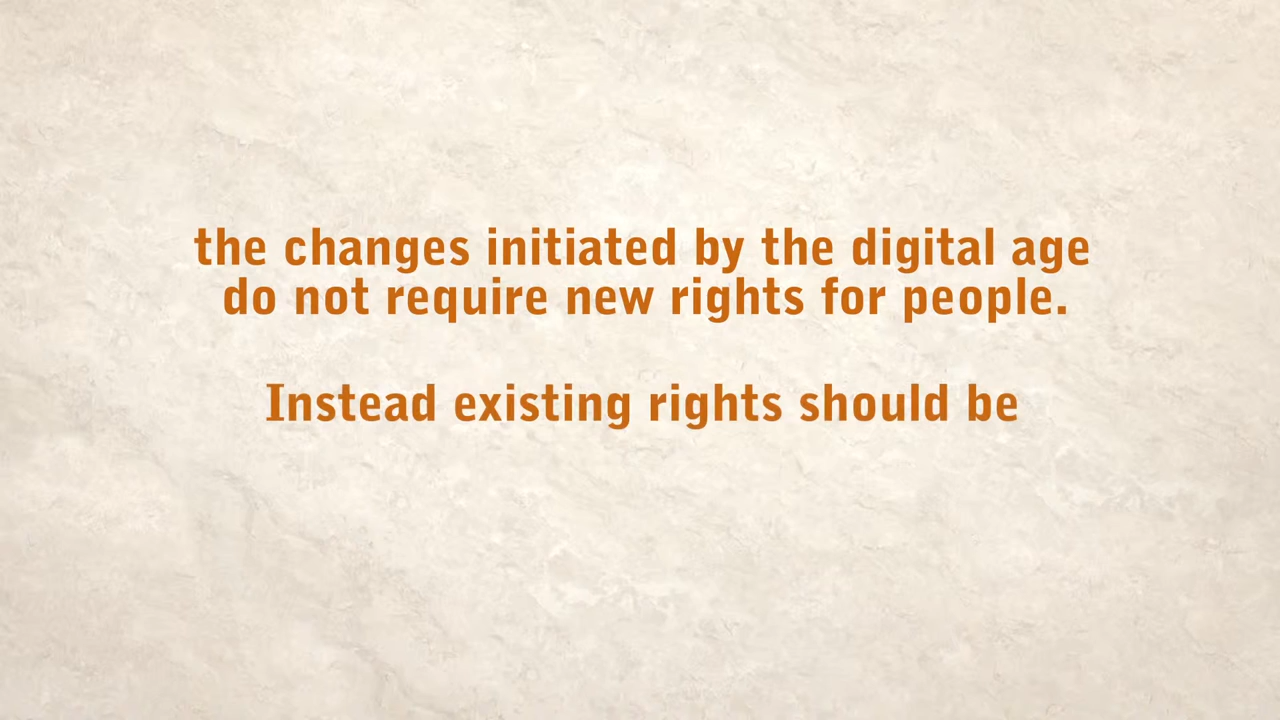 the changes initiated by the digital age
do not require new rights for people.
Instead existing rights should be